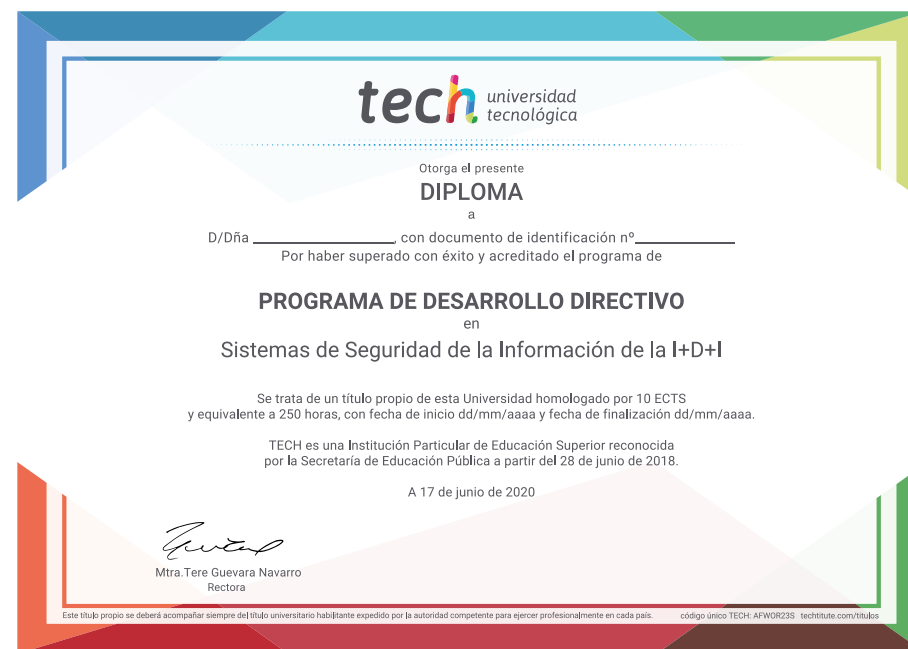 tech universidad
tecnológica
Otorga el presente
DIPLOMA
a
D/Dña , con documento de identificación nº
Por haber superado con éxito y acreditado el programa de
PROGRAMA DE DESARROLLO DIRECTIVO
en
Sistemas de Seguridad de la Información de la I+D+I
Se trata de un título propio de esta Universidad homologado por 10 ECTS
y equivalente a 250 horas, con fecha de inicio dd/mm/aaaa y fecha de finalización dd/mm/aaaa.
TECH es una Institución Particular de Educación Superior reconocida
por la Secretaría de Educación Pública a partir del 28 de junio de 2018.
A 17 de junio de 2020
Mtra.Tere Guevara Navarro
Rectora
Este título propio se deberá acompañar siempre del título universitario habilitante expedido por la autoridad competente para ejercer profesionalmente en cada país. código único TECH: AFWOR23S techtitute.com/titulos